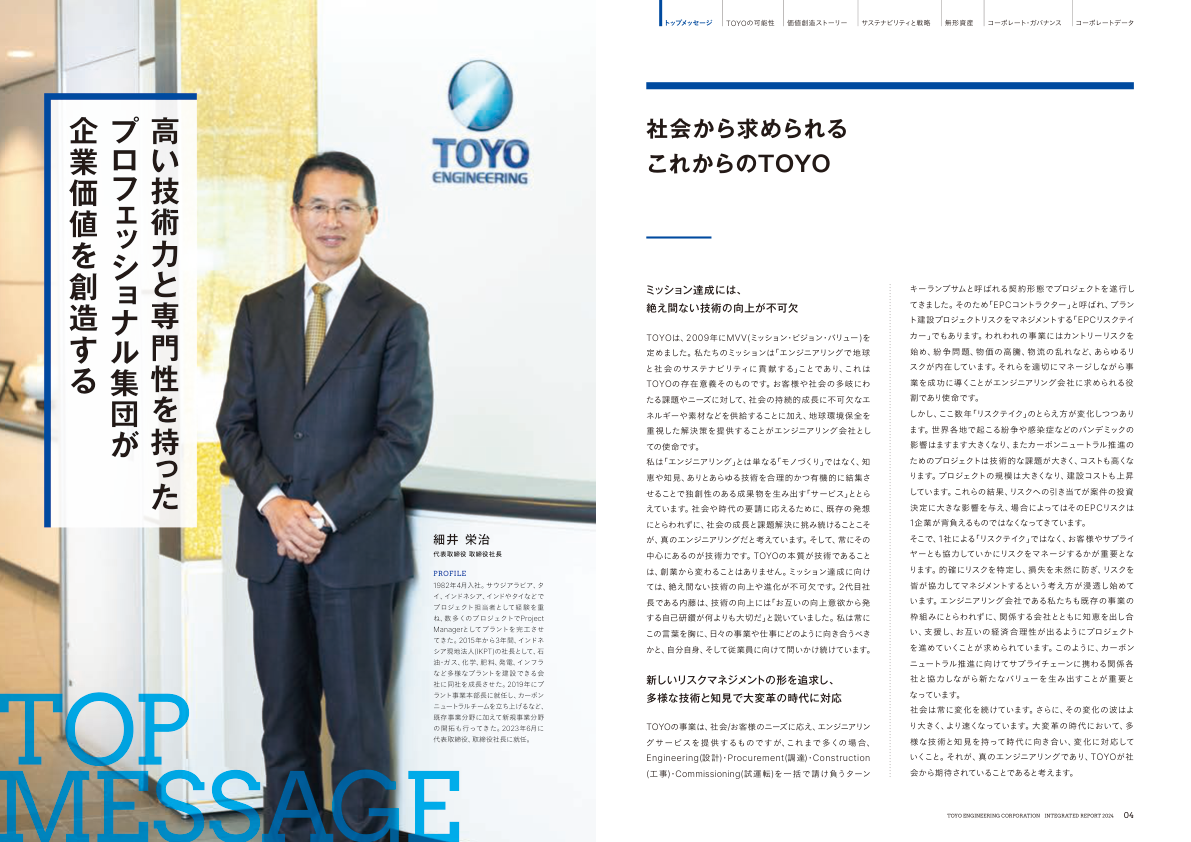 トップメッセージ
TOYOの可能性
価値創造ストーリー
サステナビリティと戦略
無形資産
コーポレート・ガバナンス
コーポレートデータ
高い技術力と専門性を持った
プロフェッショナル集団が
企業価値を創造する
TOYO
ENGINEERING
細井 栄治
代表取締役 取締役社長
PROFILE
1982年4月入社。サウジアラビア、タ
イ、インドネシア、インドやタイなどで
プロジェクト担当者として経験を重
ね、数多くのプロジェクトでProject
Managerとしてプラントを完工させ
てきた。2015年から3年間、インドネ
シア現地法人(IKPT)の社長として、石
油・ガス、化学、肥料、発電、インフラ
など多様なプラントを建設できる会
社に同社を成長させた。2019年にプ
ラント事業本部長に就任し、カーボン
ニュートラルチームを立ち上げるなど、
既存事業分野に加えて新規事業分野
の開拓も行ってきた。2023年6月に
代表取締役、取締役社長に就任。
TOP
MESSAGE
社会から求められる
これからのTOYO
ミッション達成には、
絶え間ない技術の向上が不可欠
TOYOは、2009年にMVV(ミッション・ビジョン・バリュー)を
定めました。私たちのミッションは「エンジニアリングで地球
と社会のサステナビリティに貢献する」ことであり、これは
TOYOの存在意義そのものです。お客様や社会の多岐にわ
たる課題やニーズに対して、社会の持続的成長に不可欠なエ
ネルギーや素材などを供給することに加え、地球環境保全を
重視した解決策を提供することがエンジニアリング会社とし
ての使命です。
私は「エンジニアリング」とは単なる「モノづくり」ではなく、知
恵や知見、ありとあらゆる技術を合理的かつ有機的に結集さ
せることで独創性のある成果物を生み出す「サービス」ととら
えています。社会や時代の要請に応えるために、既存の発想
にとらわれずに、社会の成長と課題解決に挑み続けることこそ
が、真のエンジニアリングだと考えています。そして、常にその
中心にあるのが技術力です。TOYOの本質が技術であること
は、創業から変わることはありません。ミッション達成に向け
ては、絶え間ない技術の向上や進化が不可欠です。2代目社
長である内藤は、技術の向上には『お互いの向上意欲から発
する自己研鑽が何よりも大切だ』と説いていました。私は常に
この言葉を胸に、日々の事業や仕事にどのように向き合うべき
かと、自分自身、そして従業員に向けて問いかけ続けています。
新しいリスクマネジメントの形を追求し、
多様な技術と知見で大変革の時代に対応
TOYOの事業は、社会/お客様のニーズに応え、エンジニアリン
グサービスを提供するものですが、これまで多くの場合、
Engineering(設計)・Procurement(調達)・Construction
(工事)・Commissioning(試運転)を一括で請け負うターン
キーランプサムと呼ばれる契約形態でプロジェクトを遂行し
てきました。そのため「EPCコントラクター」と呼ばれ、プラン
ト建設プロジェクトリスクをマネジメントする「EPCリスクテイ
カー」でもあります。われわれの事業にはカントリーリスクを
始め、紛争問題、物価の高騰、物流の乱れなど、あらゆるリ
スクが内在しています。それらを適切にマネージしながら事
業を成功に導くことがエンジニアリング会社に求められる役
割であり使命です。
しかし、ここ数年「リスクテイク」のとらえ方が変化しつつあり
ます。世界各地で起こる紛争や感染症などのパンデミックの
影響はますます大きくなり、またカーボンニュートラル推進の
ためのプロジェクトは技術的な課題が大きく、コストも高くな
ります。プロジェクトの規模は大きくなり、建設コストも上昇
しています。これらの結果、リスクへの引き当てが案件の投資
決定に大きな影響を与え、場合によってはそのEPCリスクは
1企業が背負えるものではなくなってきています。
そこで、1社による「リスクテイク」ではなく、お客様やサプライ
ヤーとも協力していかにリスクをマネージするかが重要とな
ります。的確にリスクを特定し、損失を未然に防ぎ、リスクを
皆が協力してマネジメントするという考え方が浸透し始めて
います。エンジニアリング会社である私たちも既存の事業の
枠組みにとらわれずに、関係する会社とともに知恵を出し合
い、支援し、お互いの経済合理性が出るようにプロジェクト
を進めていくことが求められています。このように、カーボン
ニュートラル推進に向けてサプライチェーンに携わる関係各
社と協力しながら新たなバリューを生み出すことが重要と
なっています。
社会は常に変化を続けています。さらに、その変化の波はよ
り大きく、より速くなっています。大変革の時代において、多
様な技術と知見を持って時代に向き合い、変化に対応して
いくこと。それが、真のエンジニアリングであり、TOYOが社
会から期待されていることであると考えます。
TOYO ENGINEERING CORPORATION INTEGRATED REPORT 2024 04